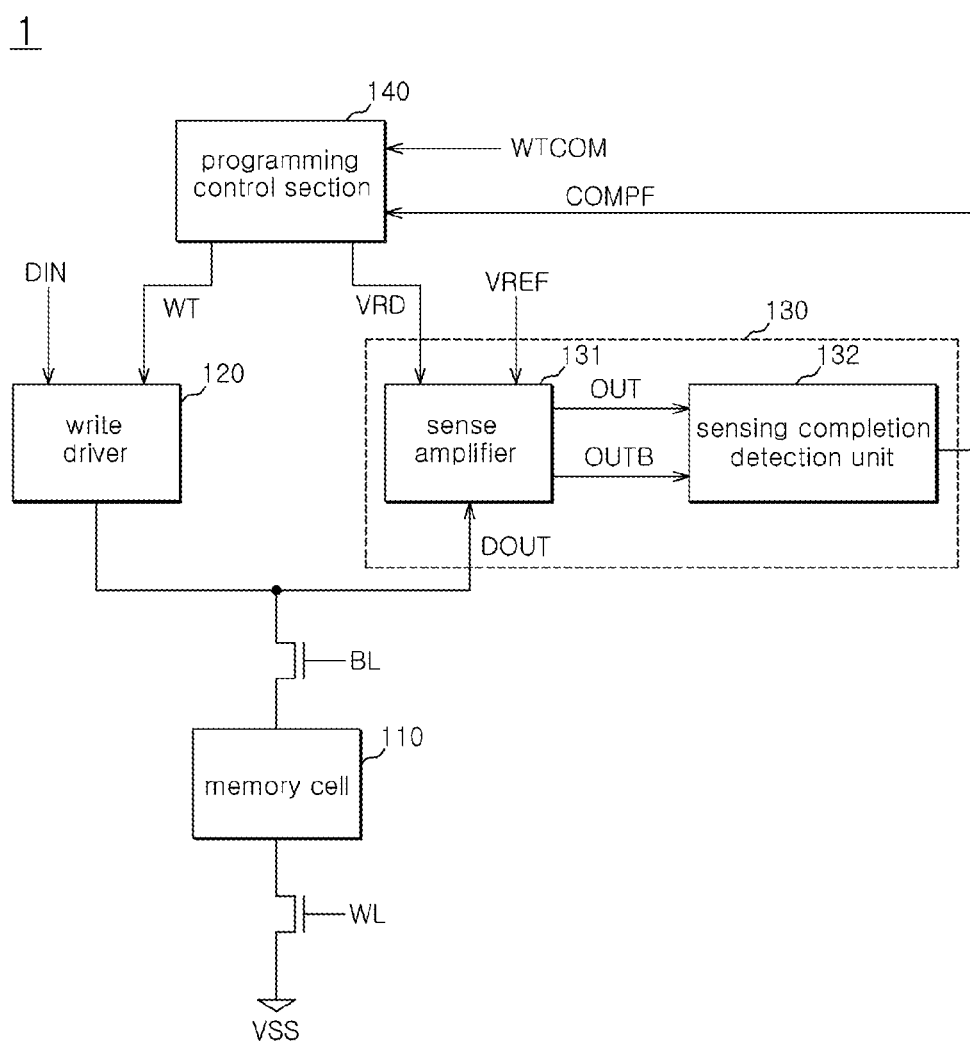 1
140
programming
control section
WTCOM
COMPF
DIN
WT
VRD
VREF
130
120
131
132
write
driver
sense
amplifier
OUT
OUTB
sensing completion
detection unit
DOUT
BL
110
memory cell
WL
VSS